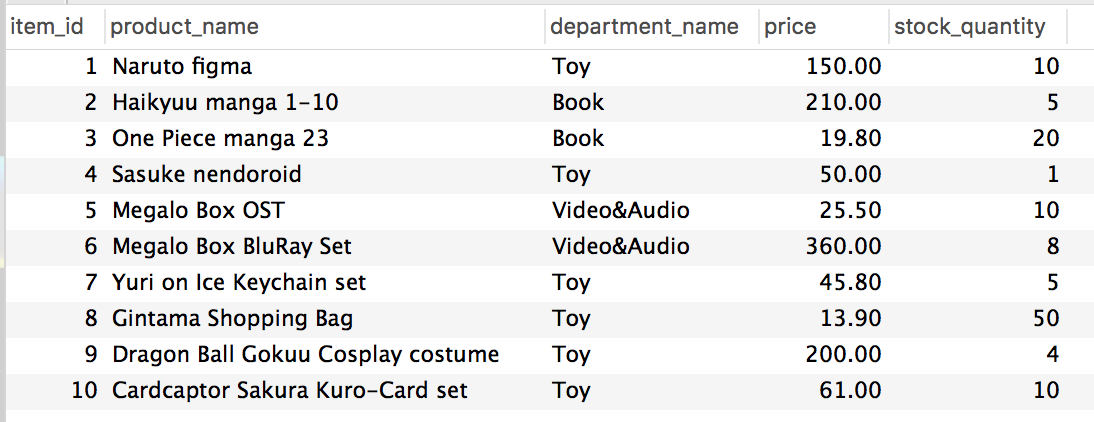 item_id product_name department_name price stock_quantity
1 Naruto figma Toy 150.00 10
2 Haikyuu manga 1-10 Book 210.00 5
3 One Piece manga 23 Book 19.80 20
4 Sasuke nendoroid Toy 50.00 1
5 Megalo Box OST Video&Audio 25.50 10
6 Megalo Box BluRay Set Video&Audio 360.00 8
7 Yuri on Ice Keychain set Toy 45.80 5
8 Gintama Shopping Bag Toy 13.90 50
9 Dragon Ball Gokuu Cosplay costume Toy 200.00 4
10 Cardcaptor Sakura Kuro-Card set Toy 61.00 10